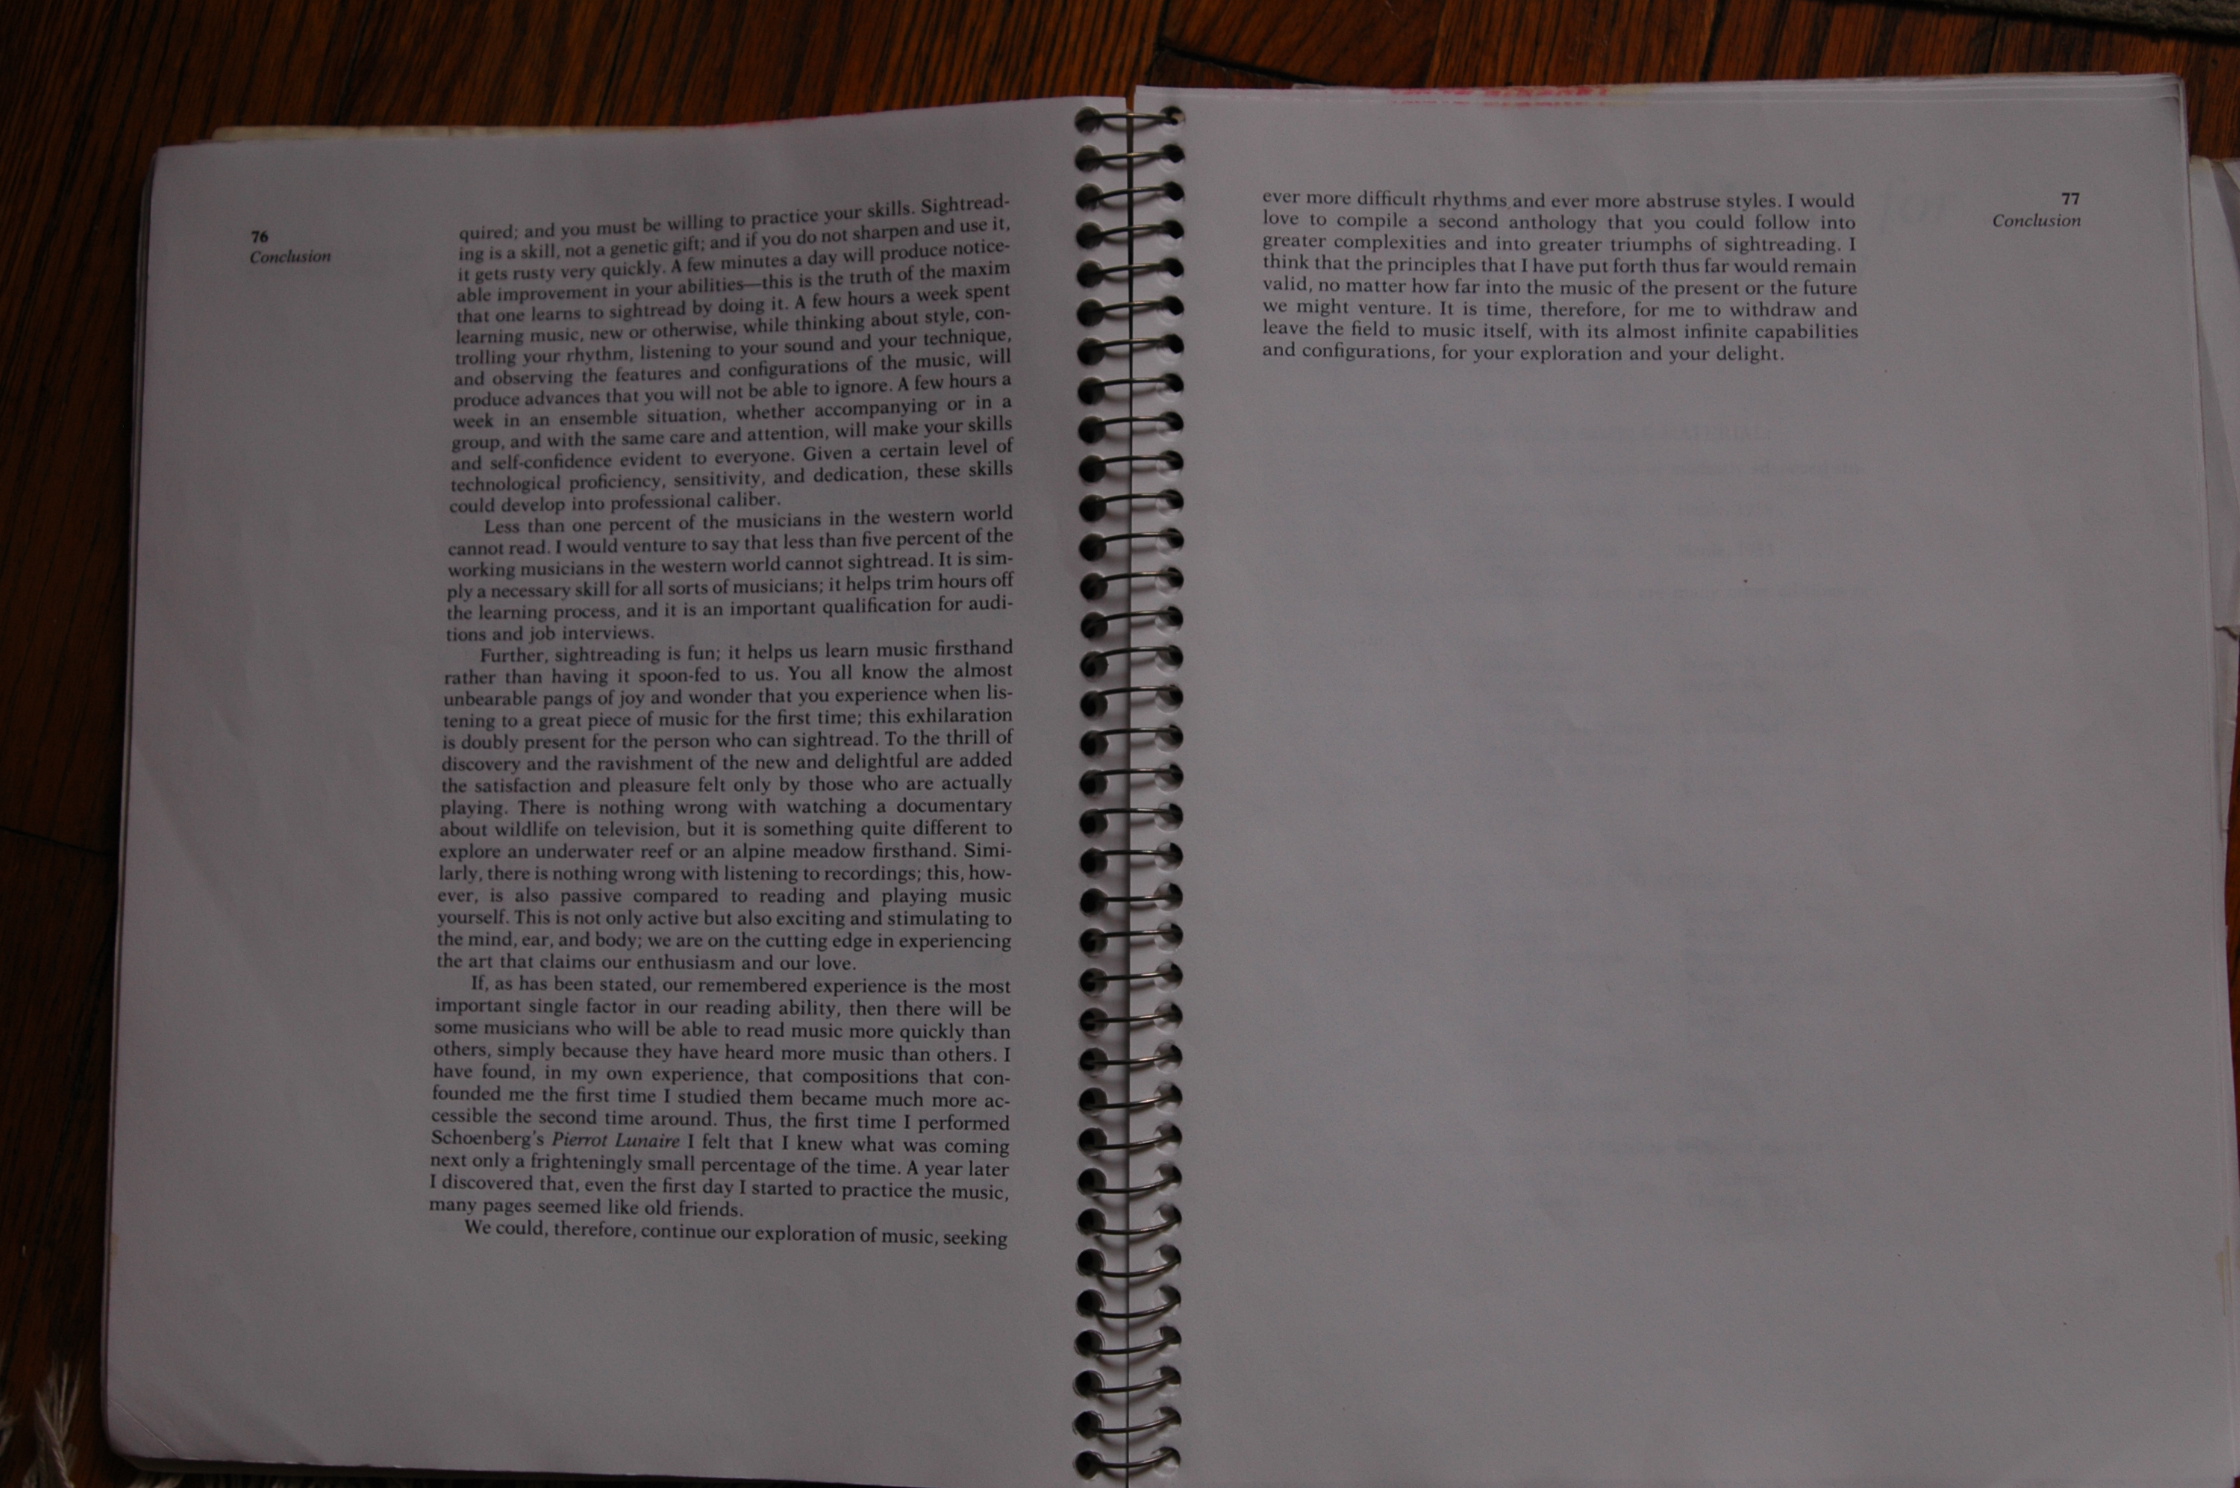 76
Conclusion
quired; and you must be willing to practice your skills. Sightread-
ing is a skill, not a genetic gift; and if you do not sharpen and use it,
it gets rusty very quickly. A few minutes a day will produce notice-
able improvement in your abilities—this is the truth of the maxim
that one learns to sightread by doing it. A few hours a week spent
learning music, new or otherwise, while thinking about style, con-
trolling your rhythm, listening to your sound and your technique,
and observing the features and configurations of the music, will
produce advances that you will not be able to ignore. A few hours a
week in an ensemble situation, whether accompanying or in a
group, and with the same care and attention, will make your skills
and self-confidence evident to everyone. Given a certain level of
technological proficiency, sensitivity, and dedication, these skills
could develop into professional caliber.
Less than one percent of the musicians in the western world
cannot read. I would venture to say that less than five percent of the
working musicians in the western world cannot sightread. It is sim-
ply a necessary skill for all sorts of musicians; it helps trim hours off
the learning process, and it is an important qualification for audi-
tions and job interviews.
Further, sightreading is fun; it helps us learn music firsthand
rather than having it spoon-fed to us. You all know the almost
unbearable pangs of joy and wonder that you experience when lis-
tening to a great piece of music for the first time; this exhilaration
is doubly present for the person who can sightread. To the thrill of
discovery and the ravishment of the new and delightful are added
the satisfaction and pleasure felt only by those who are actually
playing. There is nothing wrong with watching a documentary
about wildlife on television, but it is something quite different to
explore an underwater reef or an alpine meadow firsthand. Simi-
larly, there is nothing wrong with listening to recordings; this, how-
ever, is also passive compared to reading and playing music
yourself. This is not only active but also exciting and stimulating to
the mind, ear, and body; we are on the cutting edge in experiencing
the art that claims our enthusiasm and our love.
If, as has been stated, our remembered experience is the most
important single factor in our reading ability, then there will be
some musicians who will be able to read music more quickly than
others, simply because they have heard more music than others. I
have found, in my own experience, that compositions that con-
founded me the first time I studied them became much more ac-
cessible the second time around. Thus, the first time I performed
Schoenberg's Pierrot Lunaire I felt that I knew what was coming
next only a frighteningly small percentage of the time. A year later
I discovered that, even the first day I started to practice the music,
many pages seemed like old friends.
We could, therefore, continue our exploration of music, seeking
77
Conclusion
ever more difficult rhythms and ever more abstruse styles. I would
love to compile a second anthology that you could follow into
greater complexities and into greater triumphs of sightreading. I
think that the principles that I have put forth thus far would remain
valid, no matter how far into the music of the present or the future
we might venture. It is time, therefore, for me to withdraw and
leave the field to music itself, with its almost infinite capabilities
and configurations, for your exploration and your delight.